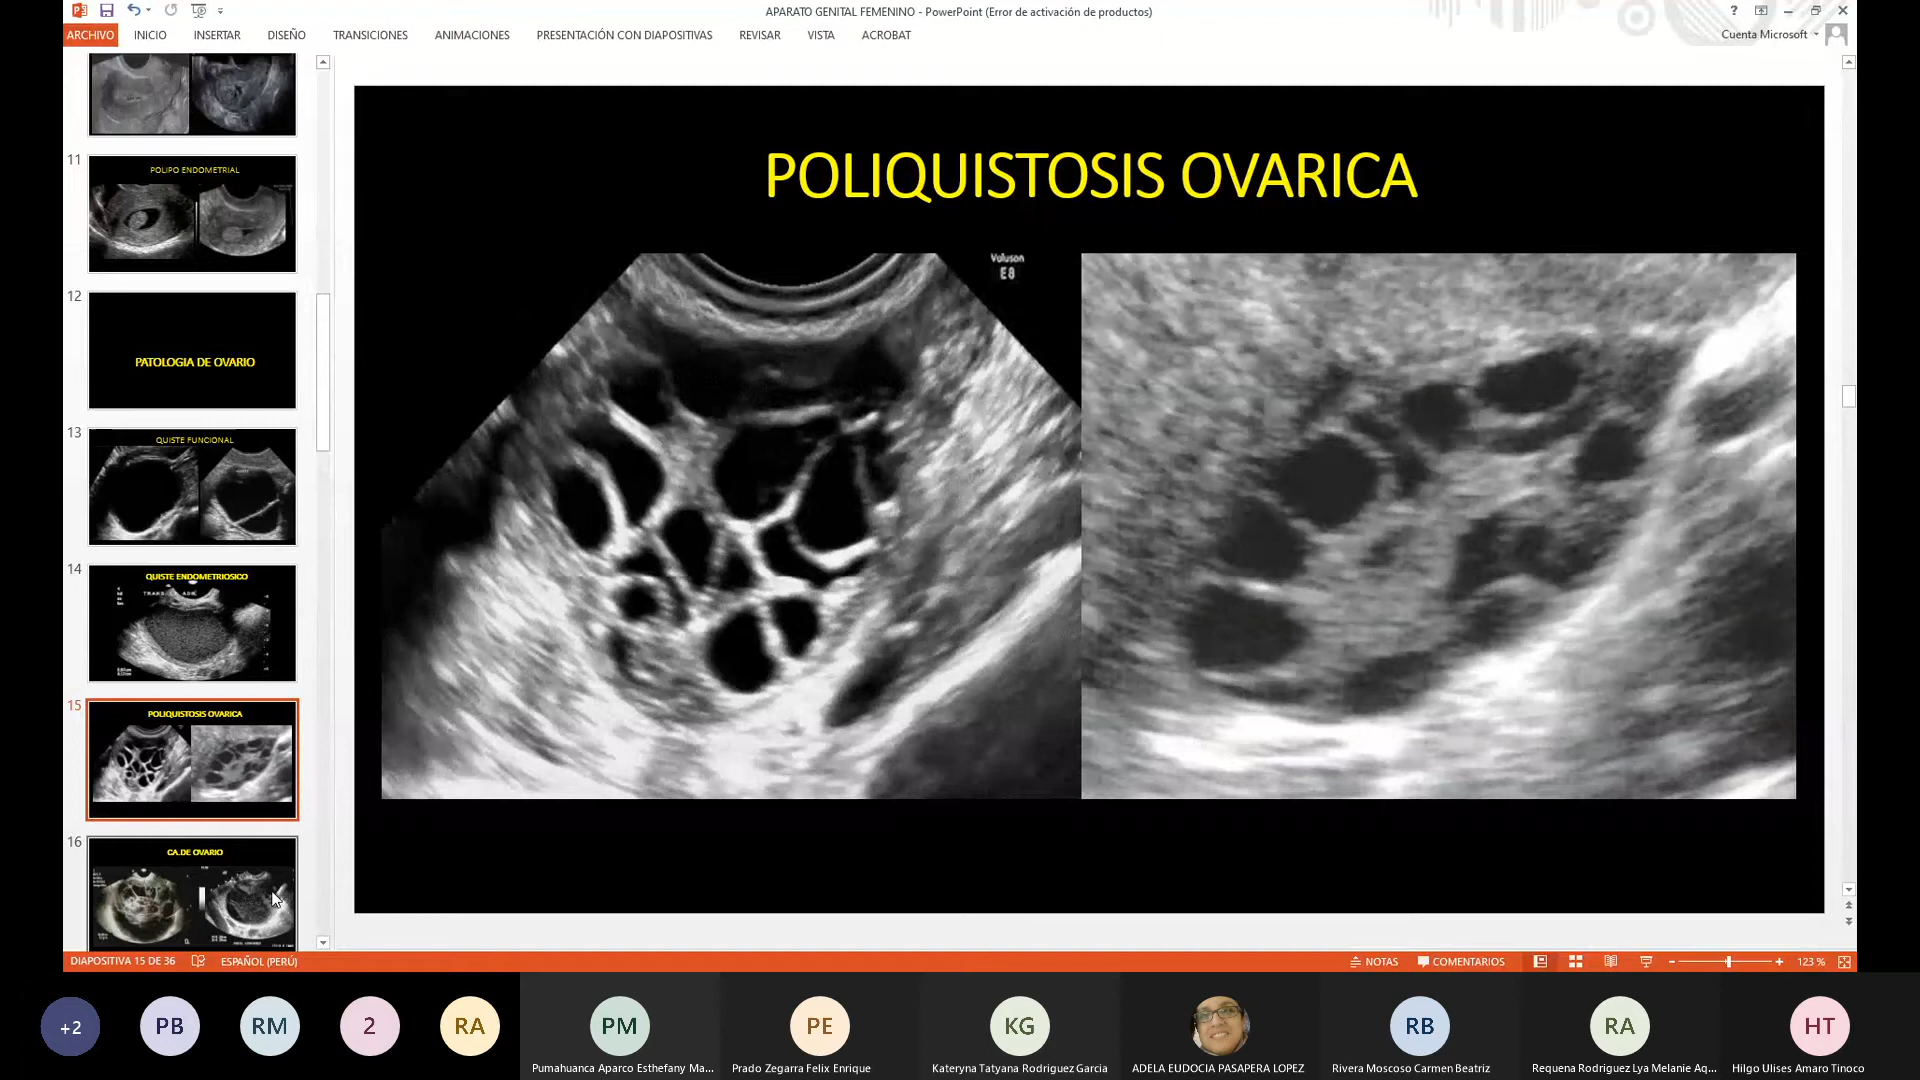 APARATO GENITAL FEMENINO - PowerPoint (Error de activación de productos)
?
ARCHIVO INICIO INSERTAR DISEÑO TRANSICIONES ANIMACIONES PRESENTACIÓN CON DIAPOSITIVAS REVISAR VISTA ACROBAT
Cuenta Microsoft
11
POLIPO ENDOMETRIAL
12
PATOLOGIA DE OVARIO
13
QUISTE FUNCIONAL
14
QUISTE ENDOMETRIOSICO
15
POLIQUISTOSIS OVARICA
16
CA.DE OVARIO
POLIQUISTOSIS OVARICA
Voluson
E8
DIAPOSITIVA 15 DE 36 ESPAÑOL (PERÚ) NOTAS COMENTARIOS 123 %
+2 PB RM 2 RA PM PE KG RB RA HT
Pumahuanca Aparco Esthefany Ma... Prado Zegarra Felix Enrique Kateryna Tatyana Rodriguez Garcia ADELA EUDOCIA PASAPERA LOPEZ Rivera Moscoso Carmen Beatriz Requena Rodriguez Lya Melanie Aq... Hilgo Ulises Amaro Tinoco